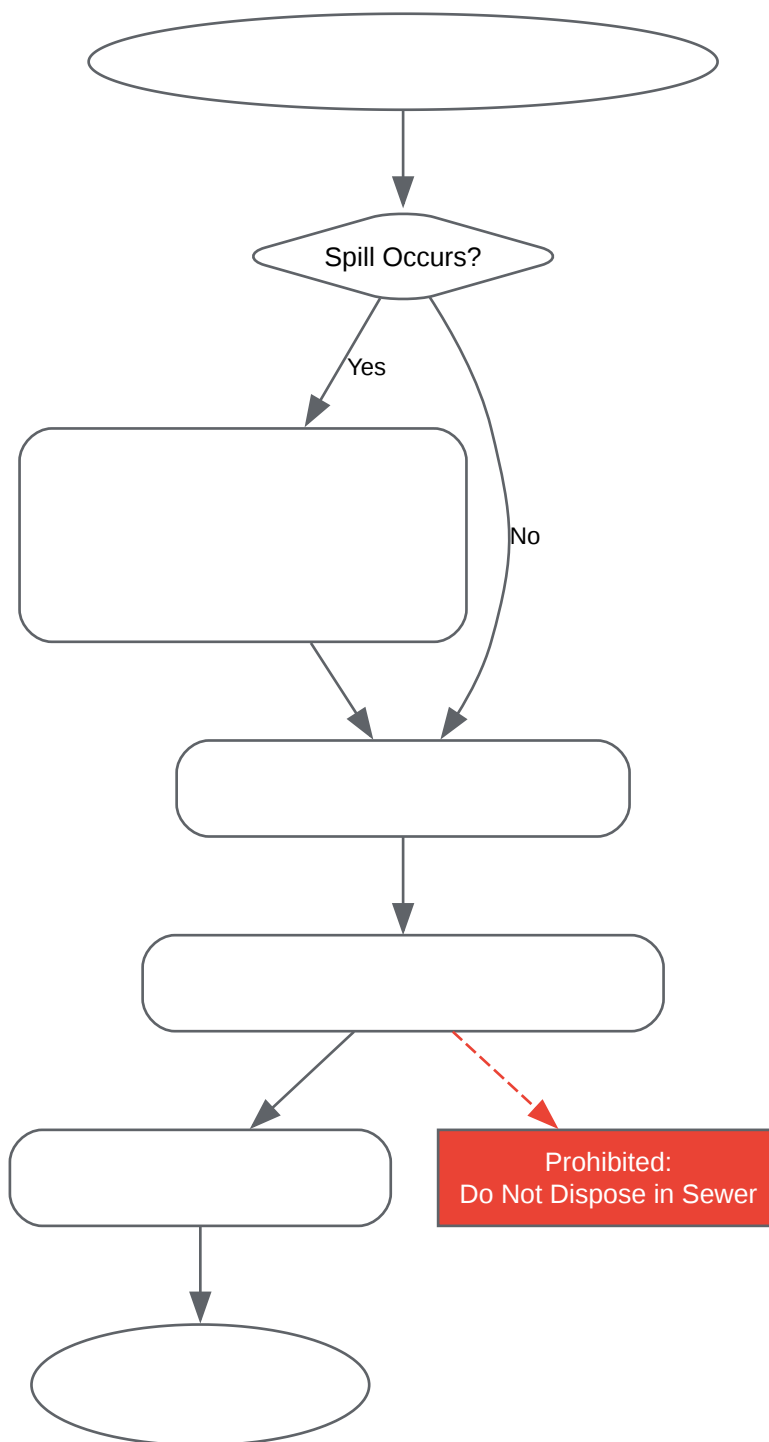 Spill Occurs?
Yes
No
Prohibited:
Do Not Dispose in Sewer